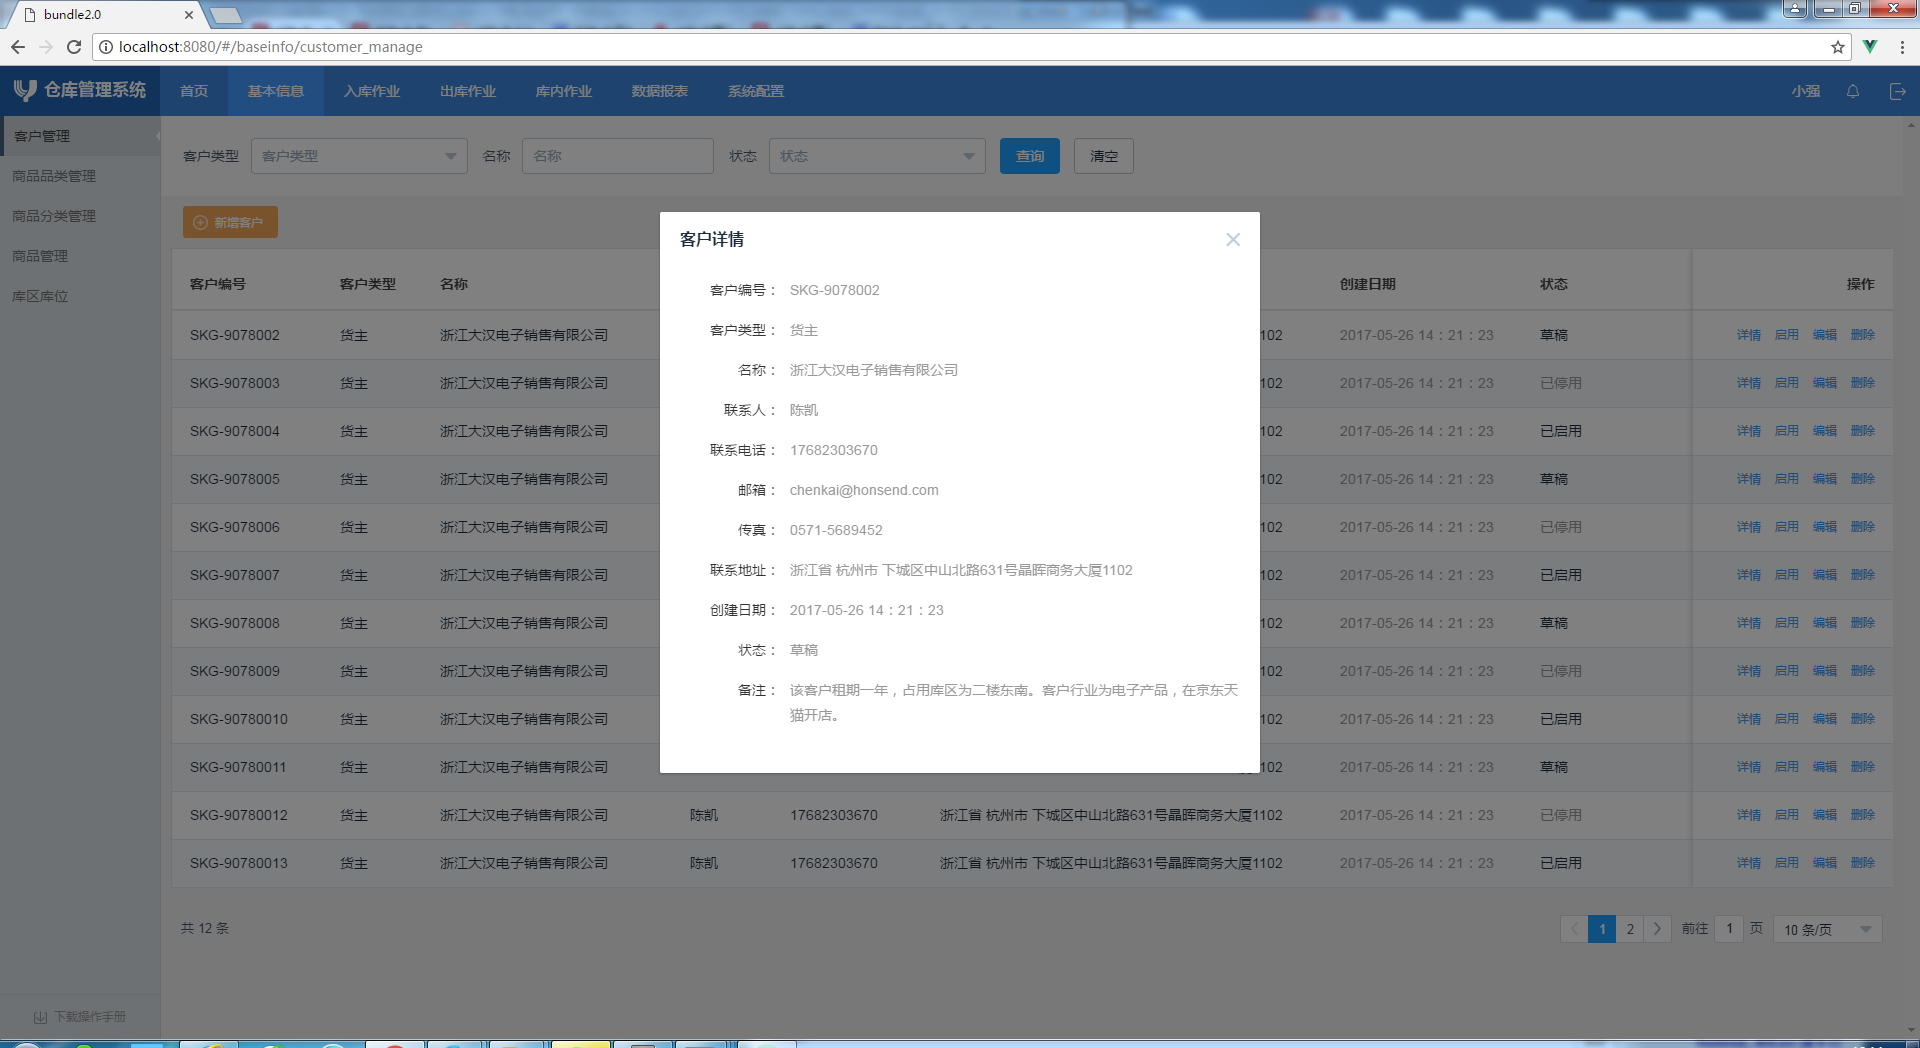 bundle2.0
localhost:8080/#/baseinfo/customer_manage
仓库管理系统 首页 基本信息 入库作业 出库作业 库内作业 数据报表 系统配置 小强
客户管理
商品品类管理
商品分类管理
商品管理
库区库位
下载操作手册
客户类型 客户类型 名称 名称 状态 状态 查询 清空
新增客户
客户编号 客户类型 名称 创建日期 状态 操作
SKG-9078002 货主 浙江大汉电子销售有限公司 102 2017-05-26 14：21：23 草稿 详情 启用 编辑 删除
SKG-9078003 货主 浙江大汉电子销售有限公司 102 2017-05-26 14：21：23 已停用 详情 启用 编辑 删除
SKG-9078004 货主 浙江大汉电子销售有限公司 102 2017-05-26 14：21：23 已启用 详情 启用 编辑 删除
SKG-9078005 货主 浙江大汉电子销售有限公司 102 2017-05-26 14：21：23 草稿 详情 启用 编辑 删除
SKG-9078006 货主 浙江大汉电子销售有限公司 102 2017-05-26 14：21：23 已停用 详情 启用 编辑 删除
SKG-9078007 货主 浙江大汉电子销售有限公司 102 2017-05-26 14：21：23 已启用 详情 启用 编辑 删除
SKG-9078008 货主 浙江大汉电子销售有限公司 102 2017-05-26 14：21：23 草稿 详情 启用 编辑 删除
SKG-9078009 货主 浙江大汉电子销售有限公司 102 2017-05-26 14：21：23 已停用 详情 启用 编辑 删除
SKG-90780010 货主 浙江大汉电子销售有限公司 102 2017-05-26 14：21：23 已启用 详情 启用 编辑 删除
SKG-90780011 货主 浙江大汉电子销售有限公司 102 2017-05-26 14：21：23 草稿 详情 启用 编辑 删除
SKG-90780012 货主 浙江大汉电子销售有限公司 陈凯 17682303670 浙江省 杭州市 下城区中山北路631号晶晖商务大厦1102 2017-05-26 14：21：23 已停用 详情 启用 编辑 删除
SKG-90780013 货主 浙江大汉电子销售有限公司 陈凯 17682303670 浙江省 杭州市 下城区中山北路631号晶晖商务大厦1102 2017-05-26 14：21：23 已启用 详情 启用 编辑 删除
共 12 条 1 2 前往 1 页 10 条/页
客户详情
客户编号： SKG-9078002
客户类型： 货主
名称： 浙江大汉电子销售有限公司
联系人： 陈凯
联系电话： 17682303670
邮箱： chenkai@honsend.com
传真： 0571-5689452
联系地址： 浙江省 杭州市 下城区中山北路631号晶晖商务大厦1102
创建日期： 2017-05-26 14：21：23
状态： 草稿
备注： 该客户租期一年，占用库区为二楼东南。客户行业为电子产品，在京东天
猫开店。